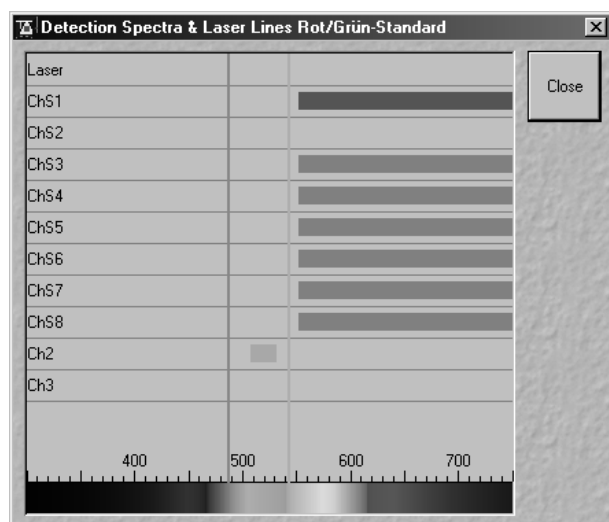 Detection Spectra & Laser Lines Rot/Grün-Standard
Close
Laser
ChS1
ChS2
ChS3
ChS4
ChS5
ChS6
ChS7
ChS8
Ch2
Ch3
400 500 600 700